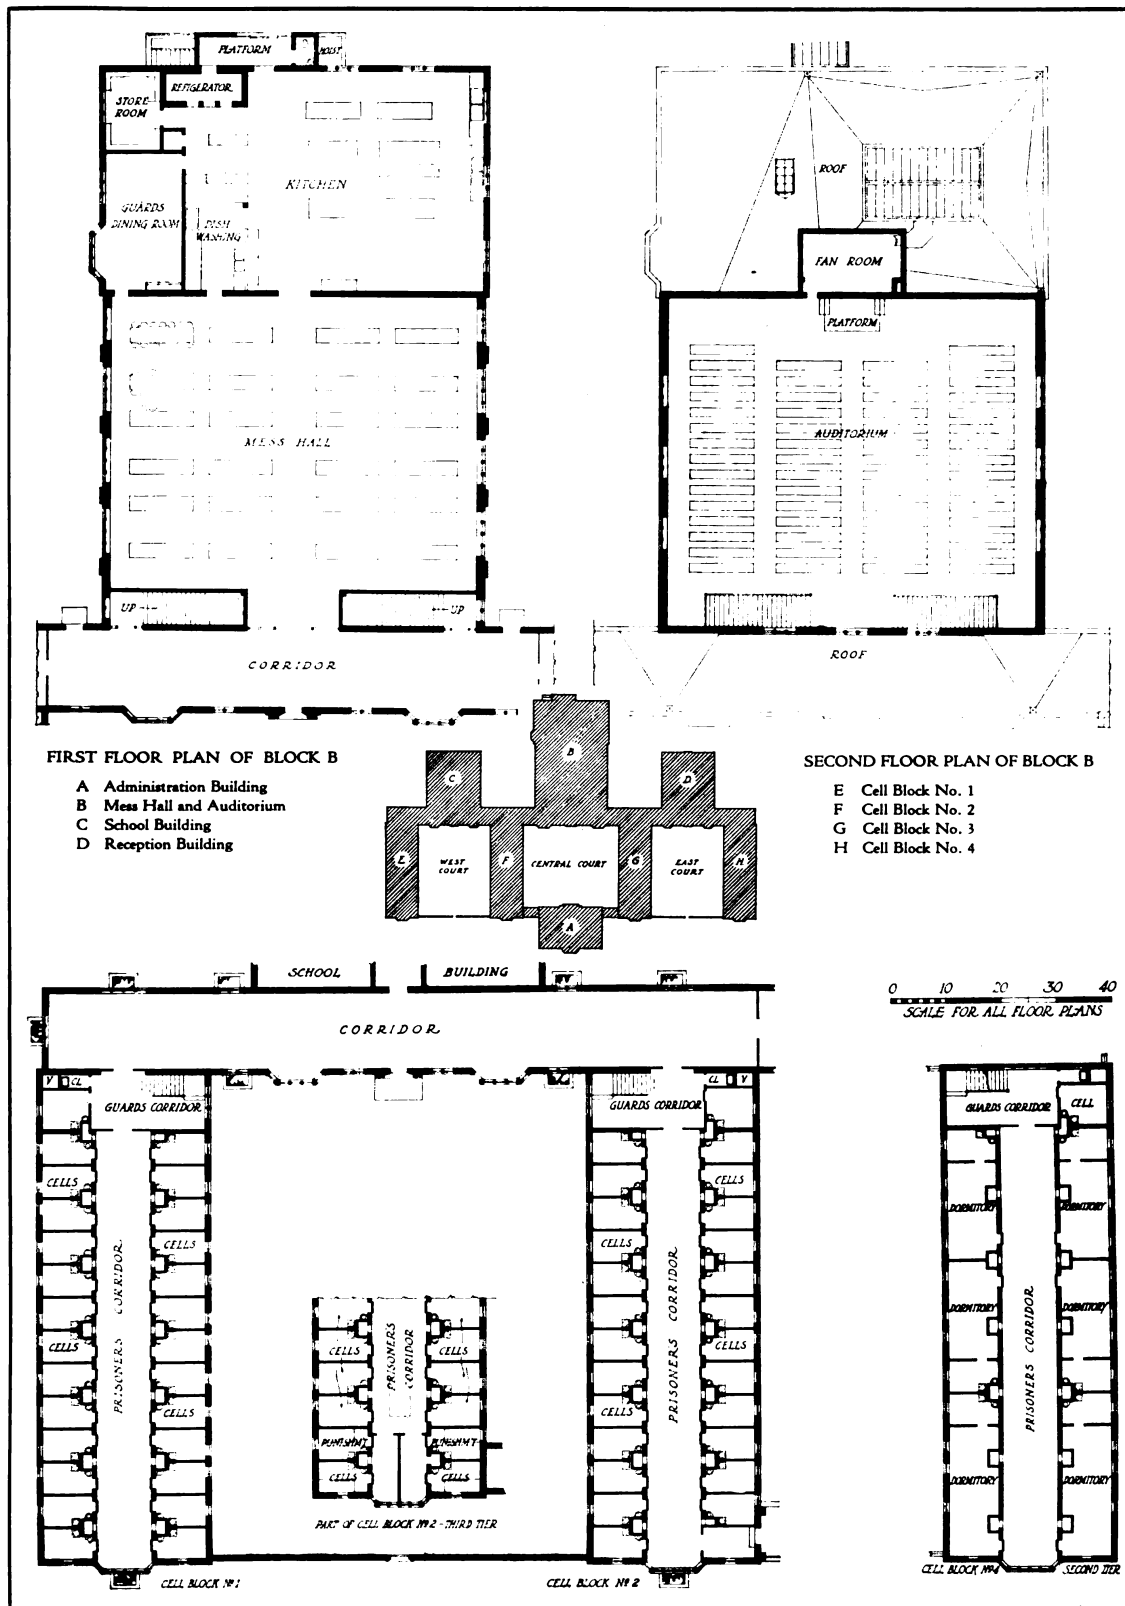 PLATFORM
HOIST
REFIGERATOR
STORE
ROOM
KITCHEN
GUARDS
DINING ROOM
DISH
WASHING
MESS HALL
UP
UP
CORRIDOR
ROOF
FAN ROOM
PLATFORM
AUDITORIUM
ROOF
FIRST FLOOR PLAN OF BLOCK B
A Administration Building
B Mess Hall and Auditorium
C School Building
D Reception Building
SECOND FLOOR PLAN OF BLOCK B
E Cell Block No. 1
F Cell Block No. 2
G Cell Block No. 3
H Cell Block No. 4
B
C
D
E
WEST
COURT
F
CENTRAL COURT
G
EAST
COURT
H
A
SCHOOL BUILDING
CORRIDOR
0 10 20 30 40
SCALE FOR ALL FLOOR PLANS
V CL
GUARDS CORRIDOR
CELLS
CELLS
CELLS
CELLS
PRISONERS CORRIDOR
CELL BLOCK Nº 1
CELLS
CELLS
PRISONERS
CORRIDOR
PUNISHMT
CELLS
PUNISHMT
CELLS
PART OF CELL BLOCK Nº 2 - THIRD TIER
CL V
GUARDS CORRIDOR
CELLS
CELLS
CELLS
CELLS
PRISONERS CORRIDOR
CELL BLOCK Nº 2
GUARDS CORRIDOR
CELL
DORMITORY
DORMITORY
DORMITORY
DORMITORY
DORMITORY
DORMITORY
PRISONERS CORRIDOR
CELL BLOCK Nº 4
SECOND TIER